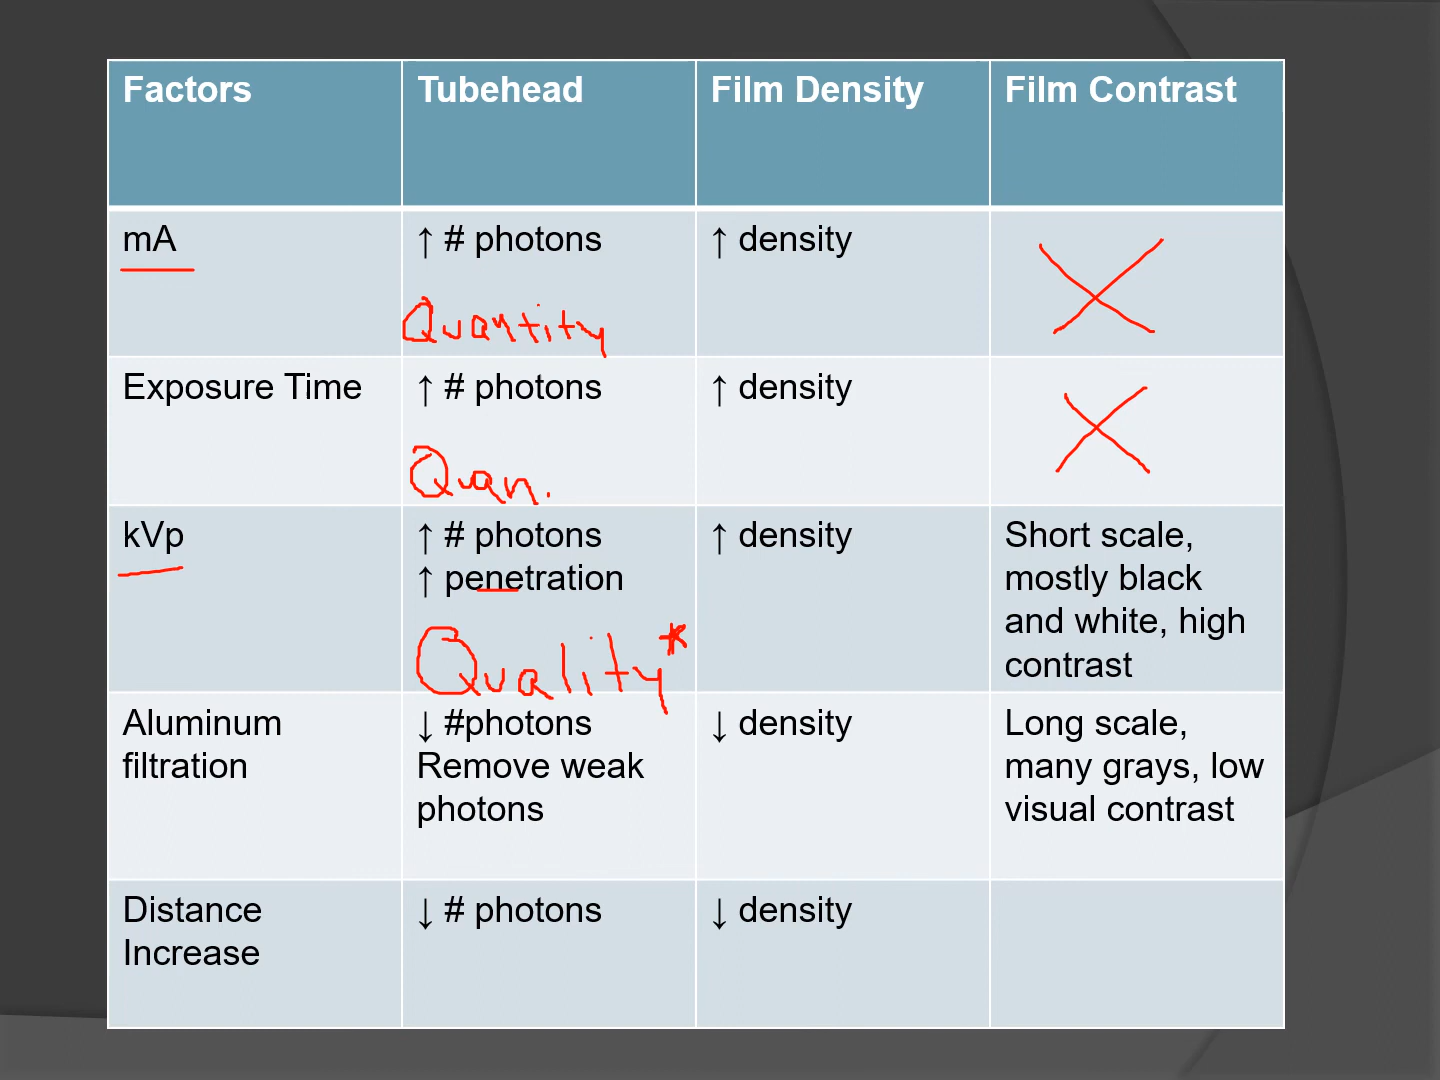 Factors Tubehead Film Density Film Contrast
mA ↑ # photons ↑ density
Quantity
Exposure Time ↑ # photons ↑ density
Quan.
kVp ↑ # photons ↑ density Short scale,
↑ penetration mostly black
and white, high
Quality* contrast
Aluminum ↓ #photons ↓ density Long scale,
filtration Remove weak many grays, low
photons visual contrast
Distance ↓ # photons ↓ density
Increase